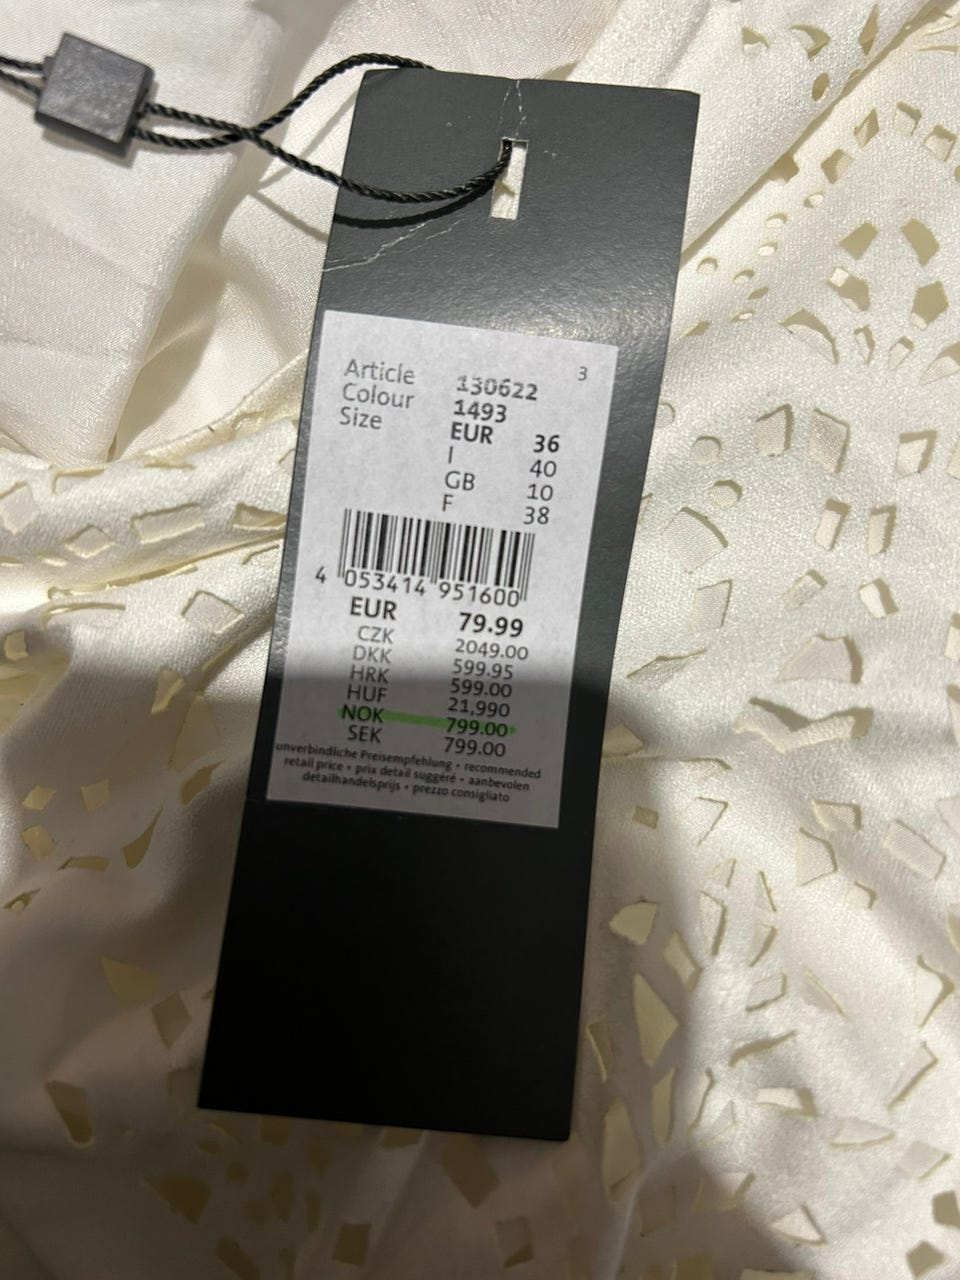 3
Article 130622
Colour 1493
Size EUR 36
I 40
GB 10
F 38
4 053414 951600
EUR 79.99
CZK 2049.00
DKK 599.95
HRK 599.00
HUF 21,990
NOK 799.00
SEK 799.00
unverbindliche Preisempfehlung • recommended
retail price • prix detail suggéré • aanbevolen
detailhandelsprijs • prezzo consigliato